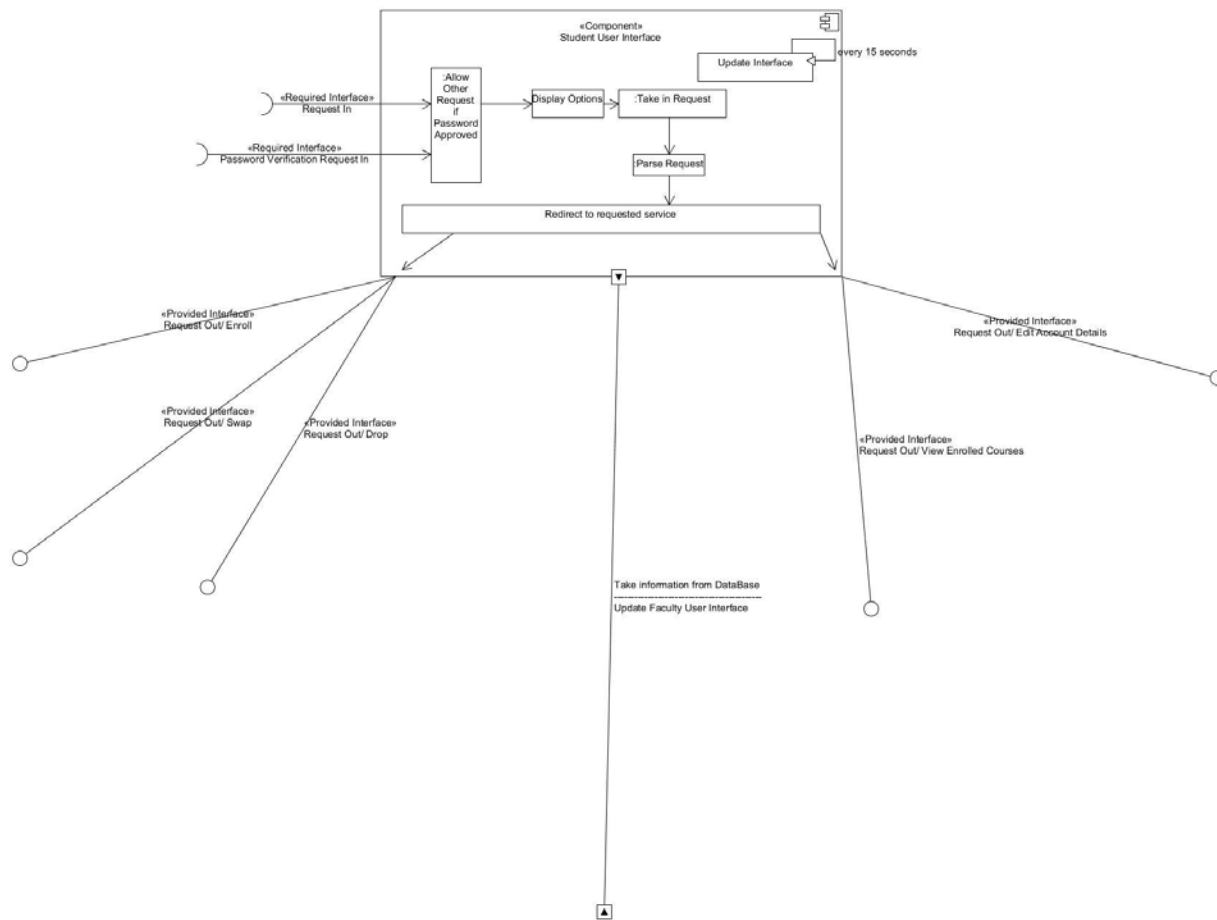 «Component»
Student User Interface
every 15 seconds
Update Interface
:Allow
Other
Request
if
Password
Approved
Display Options
:Take in Request
«Required Interface»
Request In
«Required Interface»
Password Verification Request In
:Parse Request
Redirect to requested service
«Provided Interface»
Request Out/ Enroll
«Provided Interface»
Request Out/ Edit Account Details
«Provided Interface»
Request Out/ Swap
«Provided Interface»
Request Out/ Drop
«Provided Interface»
Request Out/ View Enrolled Courses
Take information from DataBase
------------------------------------------
Update Faculty User Interface